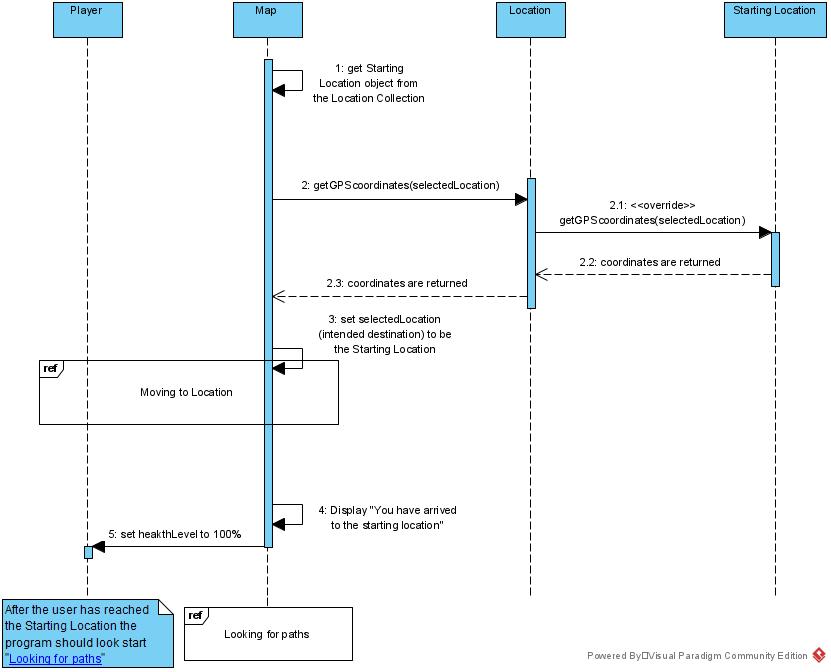 Player
Map
Location
Starting Location
1: get Starting
Location object from
the Location Collection
2: getGPScoordinates(selectedLocation)
2.1: <<override>>
getGPScoordinates(selectedLocation)
2.2: coordinates are returned
2.3: coordinates are returned
3: set selectedLocation
(intended destination) to be
the Starting Location
ref
Moving to Location
4: Display "You have arrived
to the starting location"
5: set heakthLevel to 100%
After the user has reached
the Starting Location the
program should look start
"Looking for paths"
ref
Looking for paths
Powered By□Visual Paradigm Community Edition